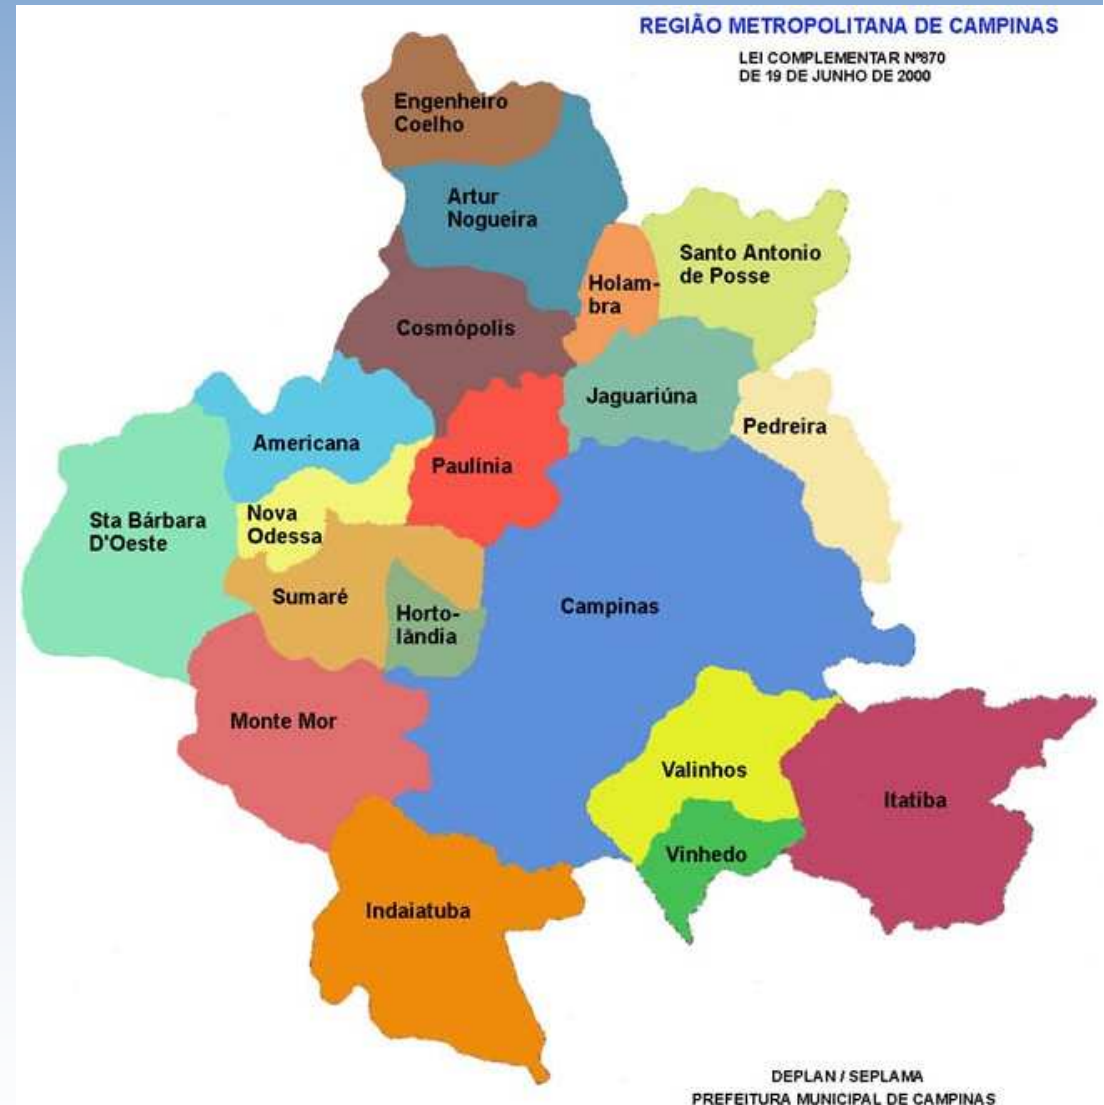 REGIÃO METROPOLITANA DE CAMPINAS
LEI COMPLEMENTAR Nº870
DE 19 DE JUNHO DE 2000
Engenheiro
Coelho
Artur
Nogueira
Santo Antonio
de Posse
Holam-
bra
Cosmópolis
Jaguariúna
Pedreira
Americana
Paulínia
Sta Bárbara
D'Oeste
Nova
Odessa
Sumaré
Horto-
lândia
Campinas
Monte Mor
Valinhos
Itatiba
Vinhedo
Indaiatuba
DEPLAN / SEPLAMA
PREFEITURA MUNICIPAL DE CAMPINAS